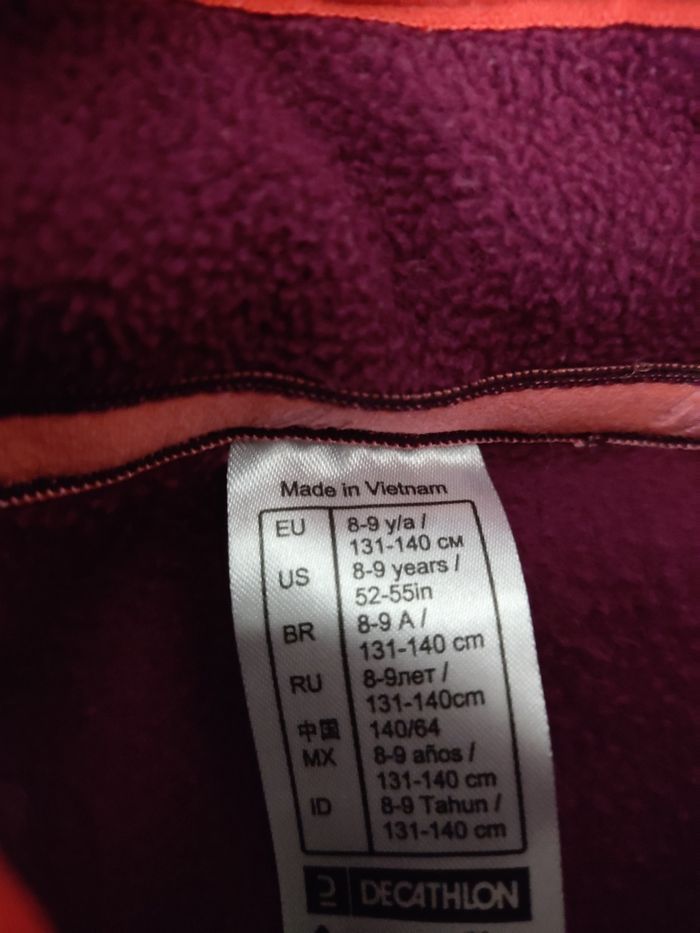 Made in Vietnam
EU 8-9 y/a /
131-140 см
US 8-9 years /
52-55in
BR 8-9 A /
131-140 cm
RU 8-9лет /
131-140cm
中国 140/64
MX 8-9 años /
131-140 cm
ID 8-9 Tahun /
131-140 cm
DECATHLON